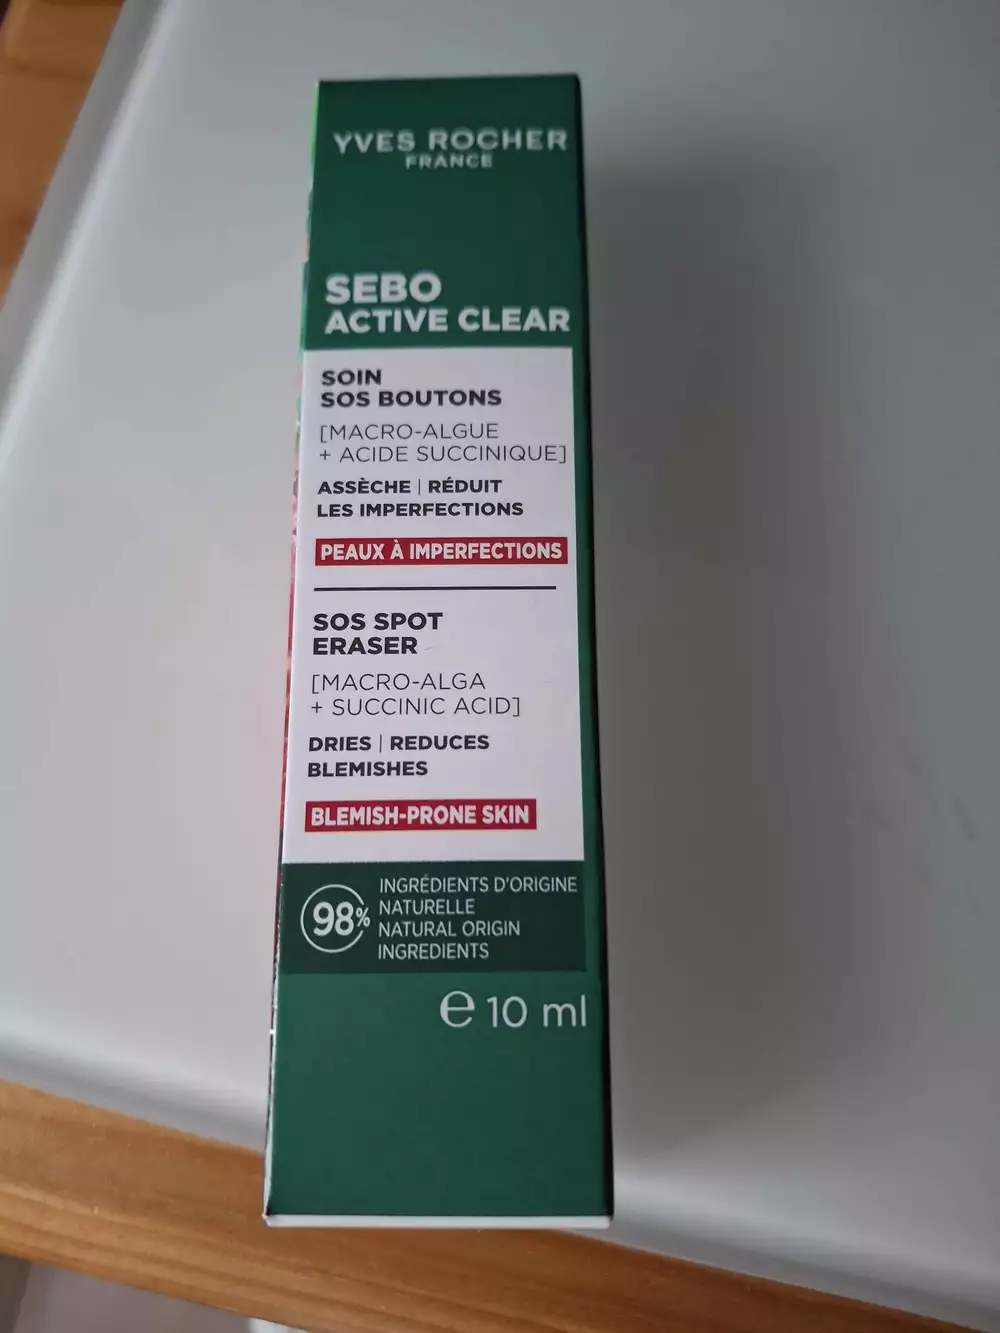 YVES ROCHER
FRANCE
SEBO
ACTIVE CLEAR
SOIN
SOS BOUTONS
[MACRO-ALGUE
+ ACIDE SUCCINIQUE]
ASSÈCHE | RÉDUIT
LES IMPERFECTIONS
PEAUX À IMPERFECTIONS
SOS SPOT
ERASER
[MACRO-ALGA
+ SUCCINIC ACID]
DRIES | REDUCES
BLEMISHES
BLEMISH-PRONE SKIN
98%
INGRÉDIENTS D'ORIGINE
NATURELLE
NATURAL ORIGIN
INGREDIENTS
℮ 10 ml